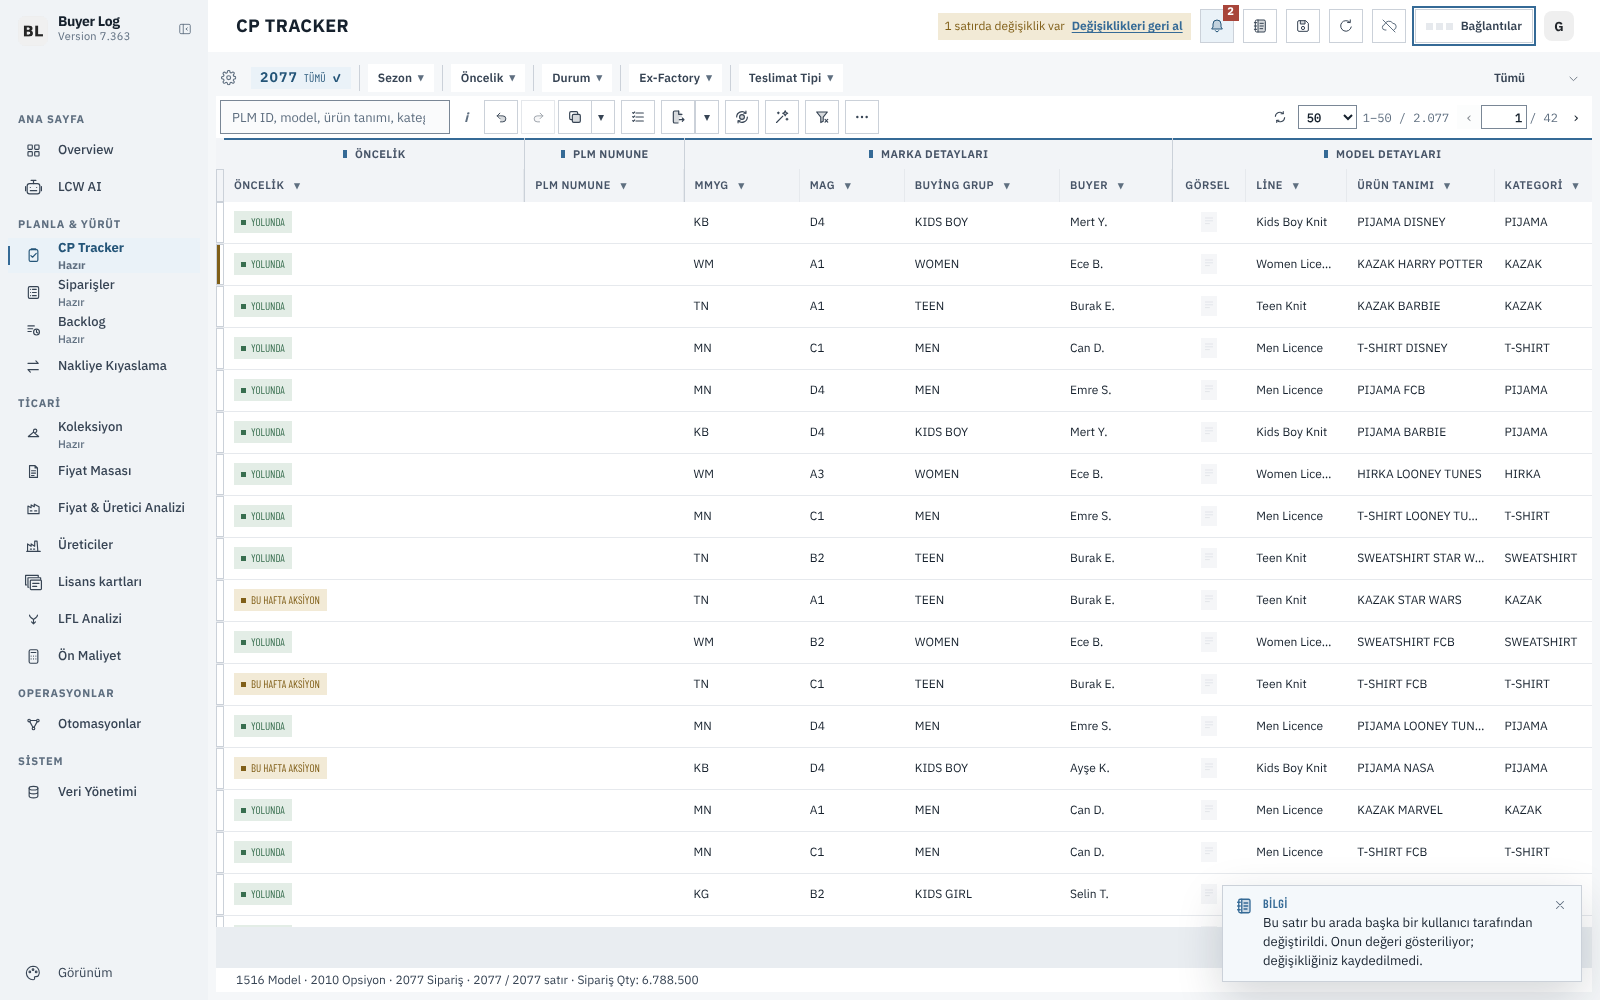 BL
Buyer Log
Version 7.363
ANA SAYFA
Overview
LCW AI
PLANLA & YÜRÜT
CP Tracker
Hazır
Siparişler
Hazır
Backlog
Hazır
Nakliye Kıyaslama
TİCARİ
Koleksiyon
Hazır
Fiyat Masası
Fiyat & Üretici Analizi
Üreticiler
Lisans kartları
LFL Analizi
Ön Maliyet
OPERASYONLAR
Otomasyonlar
SİSTEM
Veri Yönetimi
Görünüm
CP TRACKER
1 satırda değişiklik var Değişiklikleri geri al
2
Bağlantılar
G
2077 TÜMÜ
Sezon
Öncelik
Durum
Ex-Factory
Teslimat Tipi
Tümü
PLM ID, model, ürün tanımı, kateg
i
50
1–50 / 2.077
1 / 42
ÖNCELİK PLM NUMUNE MARKA DETAYLARI MODEL DETAYLARI
ÖNCELİK PLM NUMUNE MMYG MAG BUYİNG GRUP BUYER GÖRSEL LİNE ÜRÜN TANIMI KATEGORİ
YOLUNDA KB D4 KIDS BOY Mert Y. Kids Boy Knit PIJAMA DISNEY PIJAMA
YOLUNDA WM A1 WOMEN Ece B. Women Lice... KAZAK HARRY POTTER KAZAK
YOLUNDA TN A1 TEEN Burak E. Teen Knit KAZAK BARBIE KAZAK
YOLUNDA MN C1 MEN Can D. Men Licence T-SHIRT DISNEY T-SHIRT
YOLUNDA MN D4 MEN Emre S. Men Licence PIJAMA FCB PIJAMA
YOLUNDA KB D4 KIDS BOY Mert Y. Kids Boy Knit PIJAMA BARBIE PIJAMA
YOLUNDA WM A3 WOMEN Ece B. Women Lice... HIRKA LOONEY TUNES HIRKA
YOLUNDA MN C1 MEN Emre S. Men Licence T-SHIRT LOONEY TU... T-SHIRT
YOLUNDA TN B2 TEEN Burak E. Teen Knit SWEATSHIRT STAR W... SWEATSHIRT
BU HAFTA AKSİYON TN A1 TEEN Burak E. Teen Knit KAZAK STAR WARS KAZAK
YOLUNDA WM B2 WOMEN Ece B. Women Lice... SWEATSHIRT FCB SWEATSHIRT
BU HAFTA AKSİYON TN C1 TEEN Burak E. Teen Knit T-SHIRT FCB T-SHIRT
YOLUNDA MN D4 MEN Emre S. Men Licence PIJAMA LOONEY TUN... PIJAMA
BU HAFTA AKSİYON KB D4 KIDS BOY Ayşe K. Kids Boy Knit PIJAMA NASA PIJAMA
YOLUNDA MN A1 MEN Can D. Men Licence KAZAK MARVEL KAZAK
YOLUNDA MN C1 MEN Can D. Men Licence T-SHIRT FCB T-SHIRT
YOLUNDA KG B2 KIDS GIRL Selin T.
BİLGİ
Bu satır bu arada başka bir kullanıcı tarafından
değiştirildi. Onun değeri gösteriliyor;
değişikliğiniz kaydedilmedi.
1516 Model · 2010 Opsiyon · 2077 Sipariş · 2077 / 2077 satır · Sipariş Qty: 6.788.500